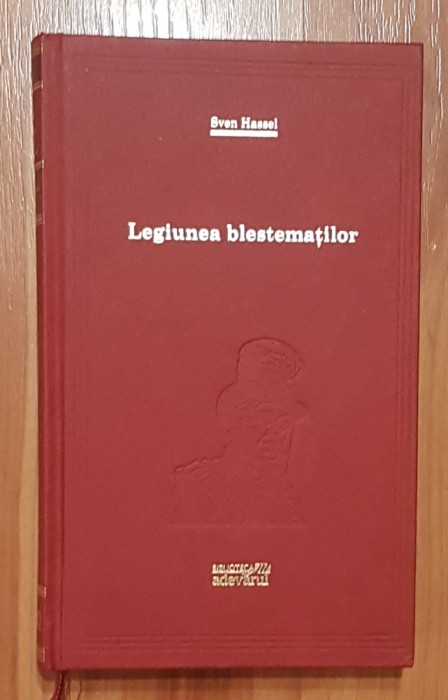 Sven Hassel
Legiunea blestemaților
BIBLIOTECA
adevărul